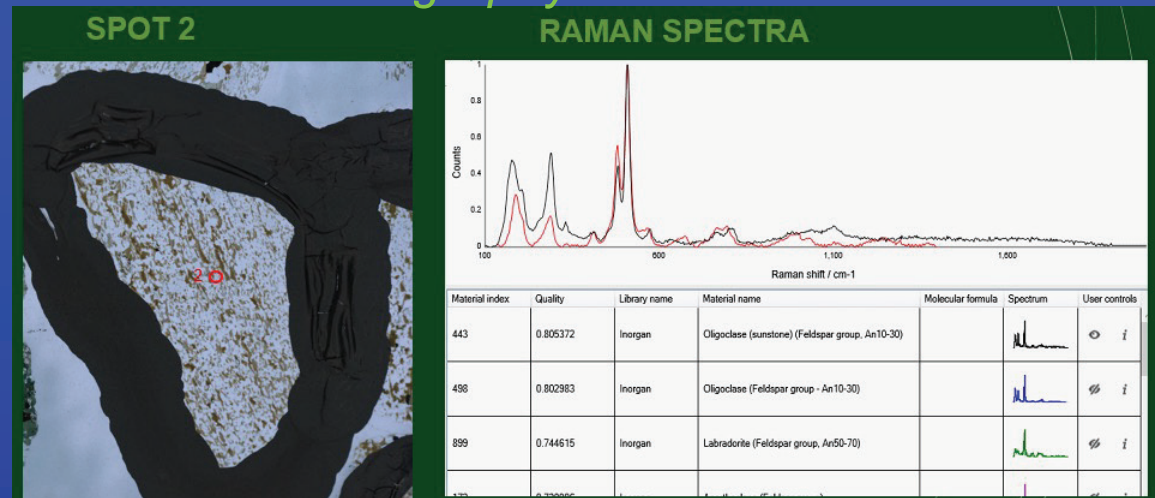 SPOT 2
RAMAN SPECTRA
2
1
0.8
0.6
0.4
0.2
0
Counts
100
600
1,100
1,600
Raman shift / cm-1
Material index Quality Library name Material name Molecular formula Spectrum User controls
443 0.805372 Inorgan Oligoclase (sunstone) (Feldspar group, An10-30) i
498 0.802983 Inorgan Oligoclase (Feldspar group - An10-30) i
899 0.744615 Inorgan Labradorite (Feldspar group, An50-70) i